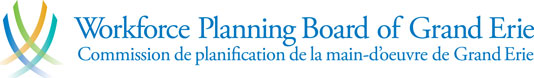 Workforce Planning Board of Grand Erie
Commission de planification de la main-d'oeuvre de Grand Erie